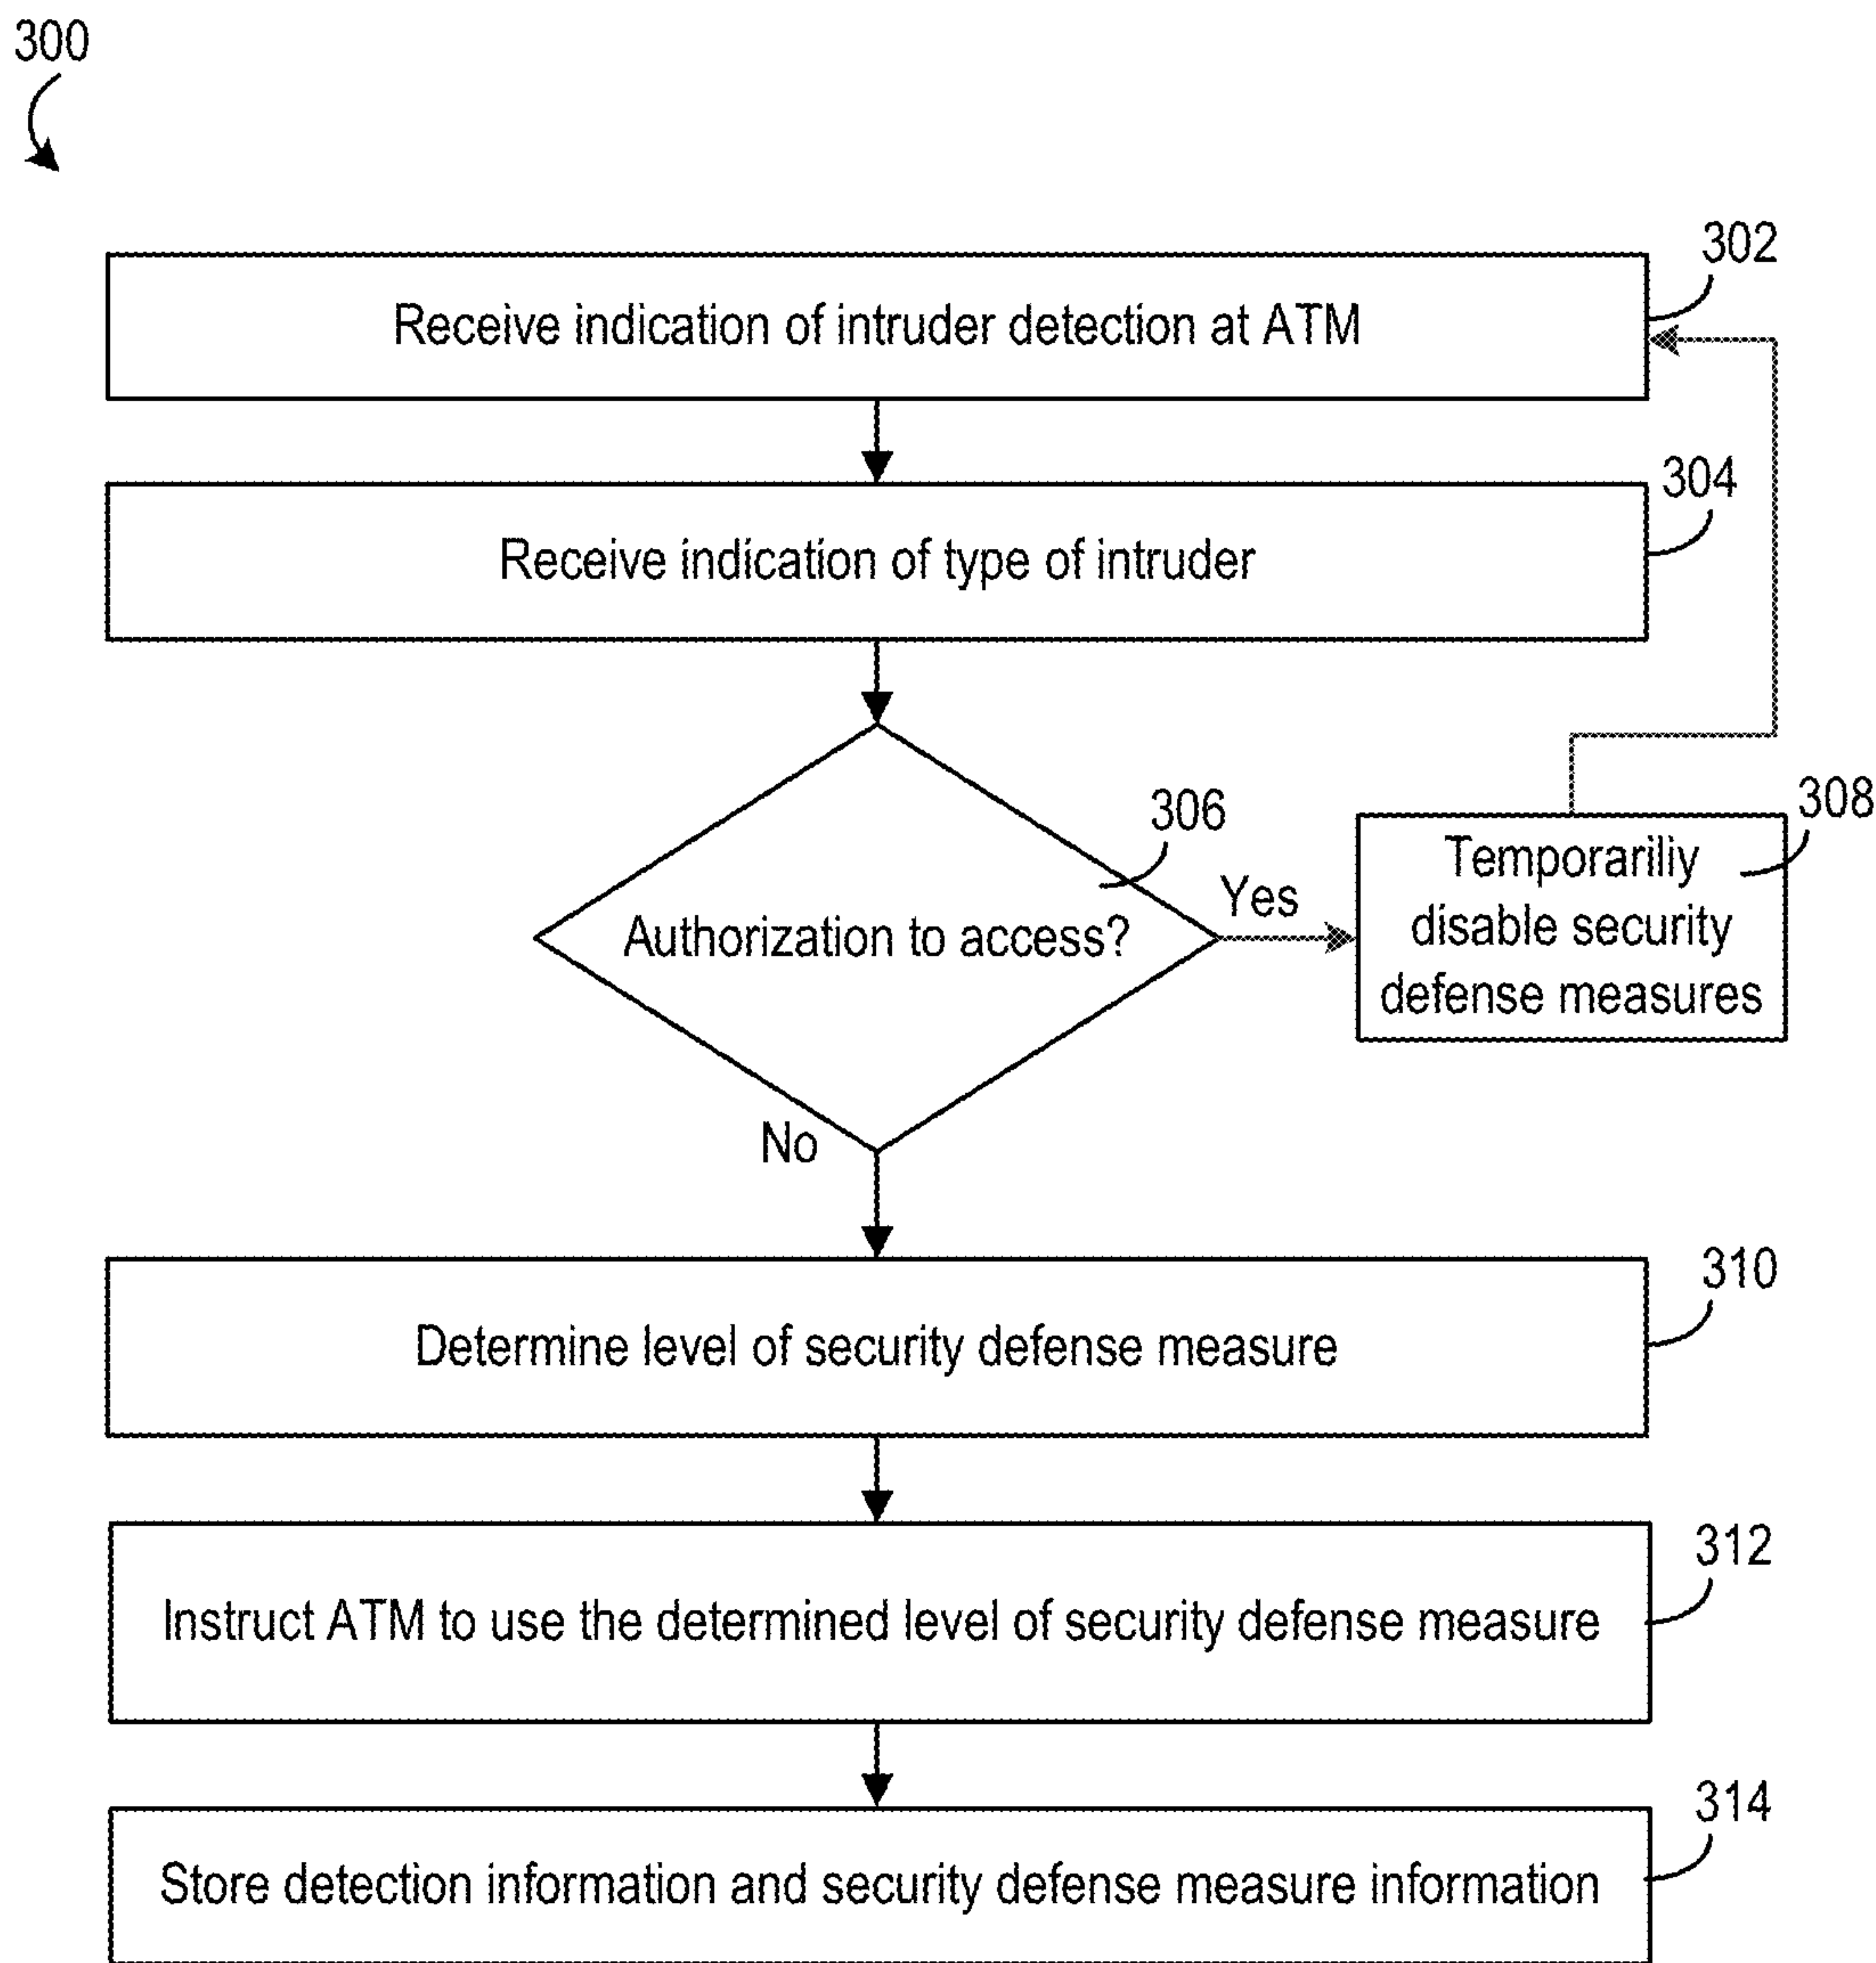 300
302
Receive indication of intruder detection at ATM
304
Receive indication of type of intruder
306
Authorization to access?
Yes
308
Temporariliy
disable security
defense measures
No
310
Determine level of security defense measure
312
Instruct ATM to use the determined level of security defense measure
314
Store detection information and security defense measure information